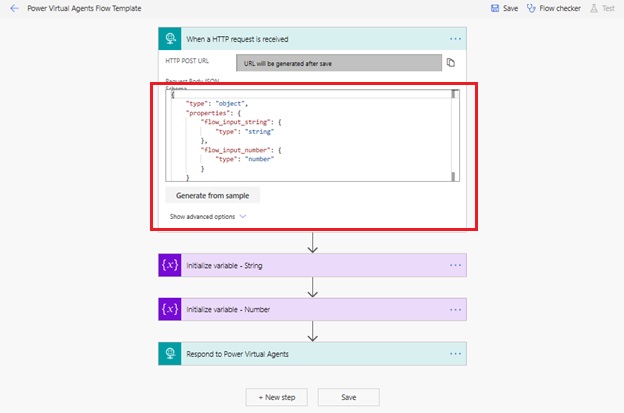 Power Virtual Agents Flow Template
Save
Flow checker
Test
When a HTTP request is received
HTTP POST URL
URL will be generated after save
Request Body JSON
Schema
{
"type": "object",
"properties": {
"flow_input_string": {
"type": "string"
},
"flow_input_number": {
"type": "number"
}
}
Generate from sample
Show advanced options
{x} Initialize variable - String
{x} Initialize variable - Number
Respond to Power Virtual Agents
+ New step
Save